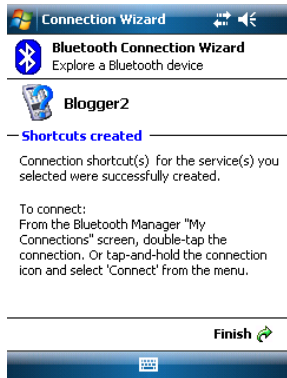 Connection Wizard
Bluetooth Connection Wizard
Explore a Bluetooth device
Blogger2
Shortcuts created
Connection shortcut(s) for the service(s) you
selected were successfully created.
To connect:
From the Bluetooth Manager "My
Connections" screen, double-tap the
connection. Or tap-and-hold the connection
icon and select 'Connect' from the menu.
Finish